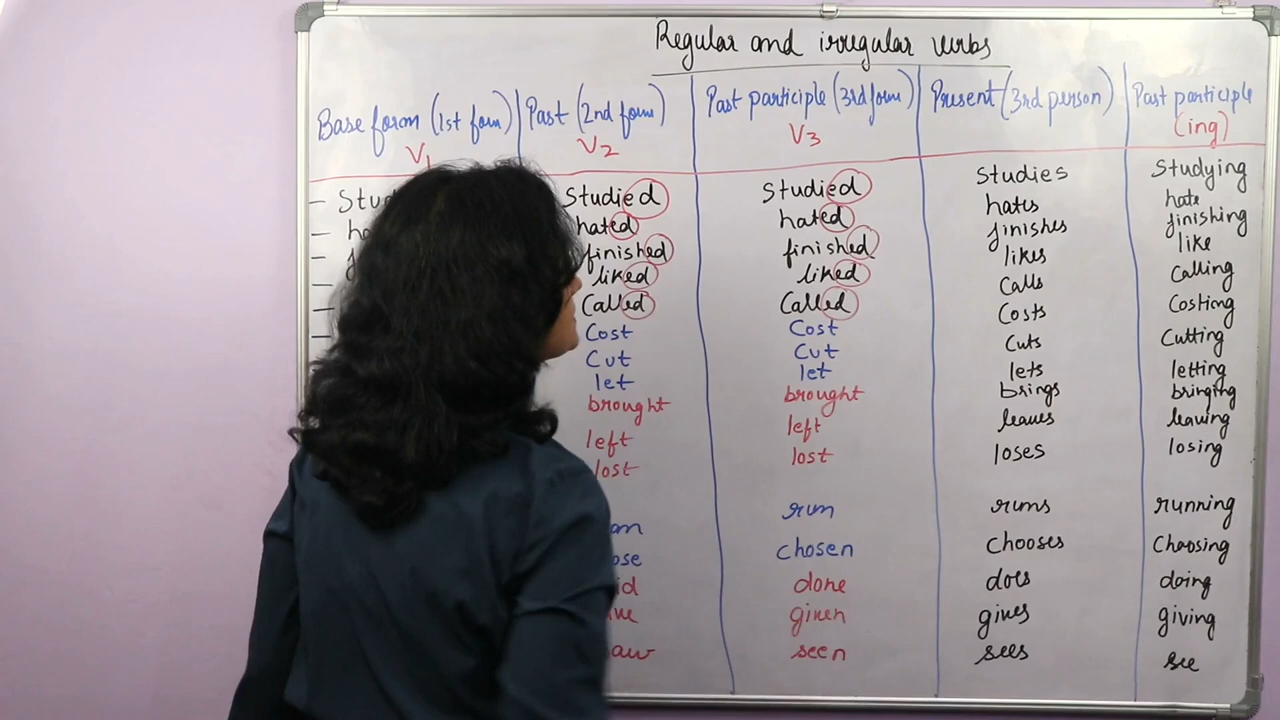 Regular and irregular verbs
Base form (1st form) Past (2nd form) Past participle (3rd form) Present (3rd person) Past participle
V1 V2 V3 (ing)
Studied Studied Studies Studying
hated hated hates hate
finished finished finishes finishing
liked liked likes like
Called Called Calls Calling
Cost Cost Costs Costing
Cut Cut Cuts Cutting
let let lets letting
brought brought brings bringing
left left leaves leaving
lost lost loses losing
run runs running
chosen chooses Choosing
done does doing
given gives giving
seen sees see